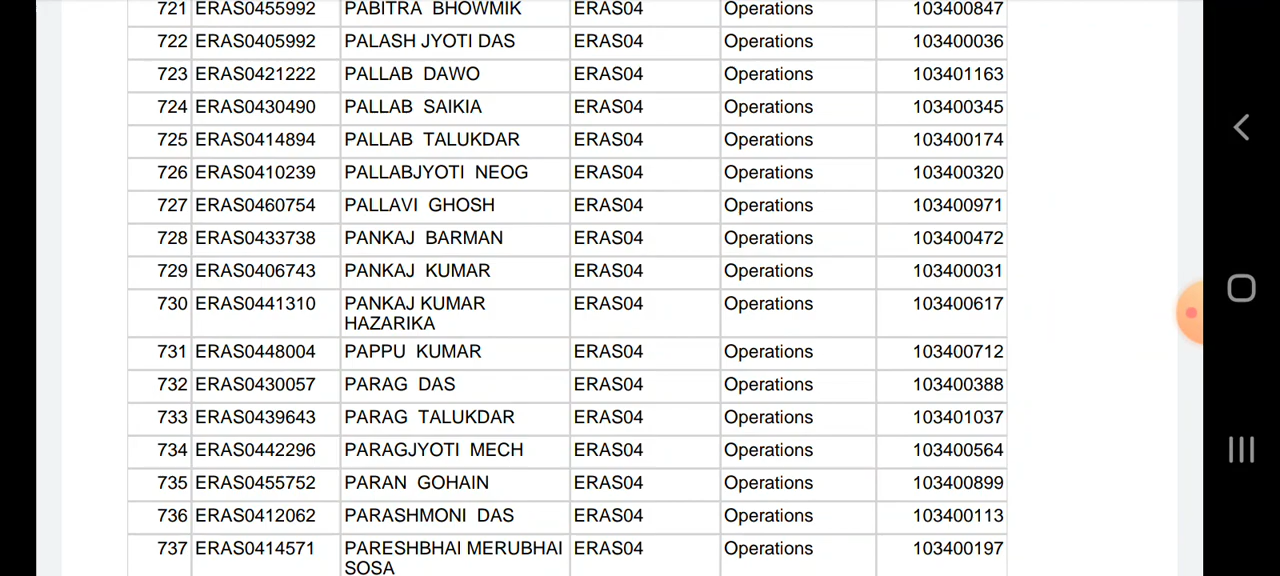 721 ERAS0455992 PABITRA BHOWMIK ERAS04 Operations 103400847
722 ERAS0405992 PALASH JYOTI DAS ERAS04 Operations 103400036
723 ERAS0421222 PALLAB DAWO ERAS04 Operations 103401163
724 ERAS0430490 PALLAB SAIKIA ERAS04 Operations 103400345
725 ERAS0414894 PALLAB TALUKDAR ERAS04 Operations 103400174
726 ERAS0410239 PALLABJYOTI NEOG ERAS04 Operations 103400320
727 ERAS0460754 PALLAVI GHOSH ERAS04 Operations 103400971
728 ERAS0433738 PANKAJ BARMAN ERAS04 Operations 103400472
729 ERAS0406743 PANKAJ KUMAR ERAS04 Operations 103400031
730 ERAS0441310 PANKAJ KUMAR ERAS04 Operations 103400617
HAZARIKA
731 ERAS0448004 PAPPU KUMAR ERAS04 Operations 103400712
732 ERAS0430057 PARAG DAS ERAS04 Operations 103400388
733 ERAS0439643 PARAG TALUKDAR ERAS04 Operations 103401037
734 ERAS0442296 PARAGJYOTI MECH ERAS04 Operations 103400564
735 ERAS0455752 PARAN GOHAIN ERAS04 Operations 103400899
736 ERAS0412062 PARASHMONI DAS ERAS04 Operations 103400113
737 ERAS0414571 PARESHBHAI MERUBHAI ERAS04 Operations 103400197
SOSA